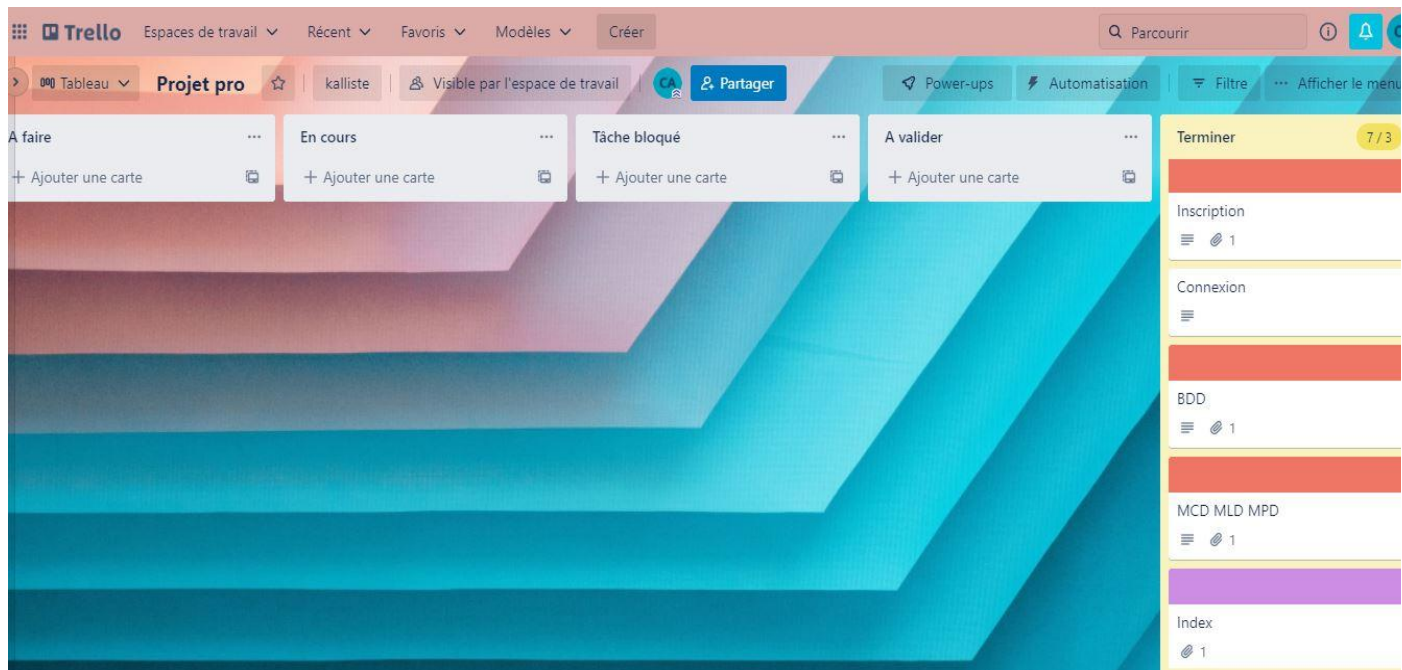 Trello Espaces de travail Récent Favoris Modèles Créer Parcourir
Tableau Projet pro kalliste Visible par l'espace de travail CA Partager Power-ups Automatisation Filtre ... Afficher le menu
A faire ...
+ Ajouter une carte
En cours ...
+ Ajouter une carte
Tâche bloqué ...
+ Ajouter une carte
A valider ...
+ Ajouter une carte
Terminer 7 / 3
Inscription
1
Connexion
BDD
1
MCD MLD MPD
1
Index
1